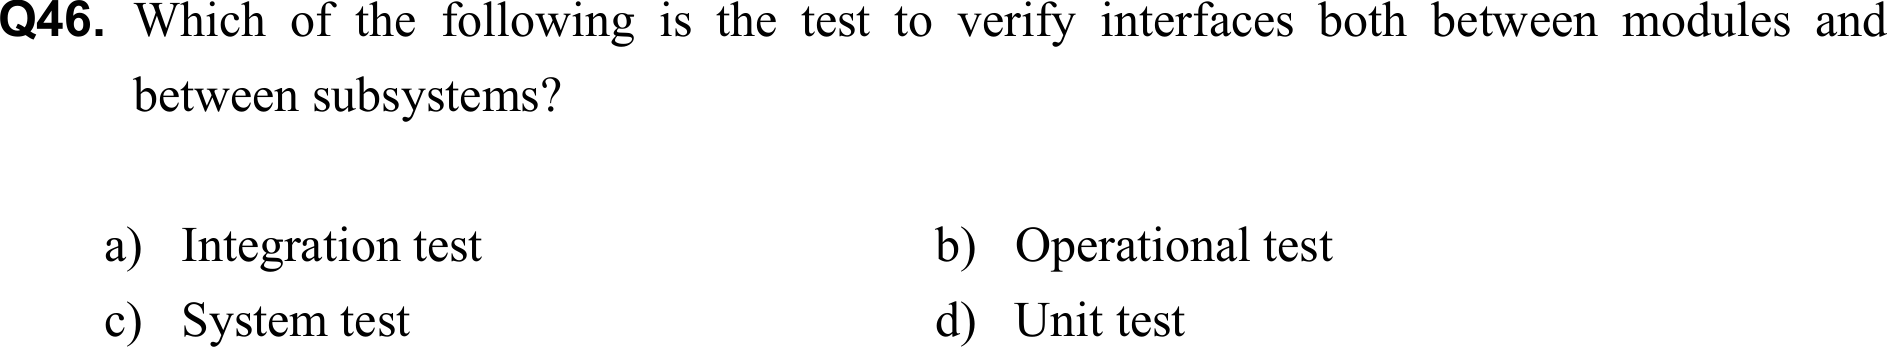 Q46. Which of the following is the test to verify interfaces both between modules and
between subsystems?
a) Integration test b) Operational test
c) System test d) Unit test